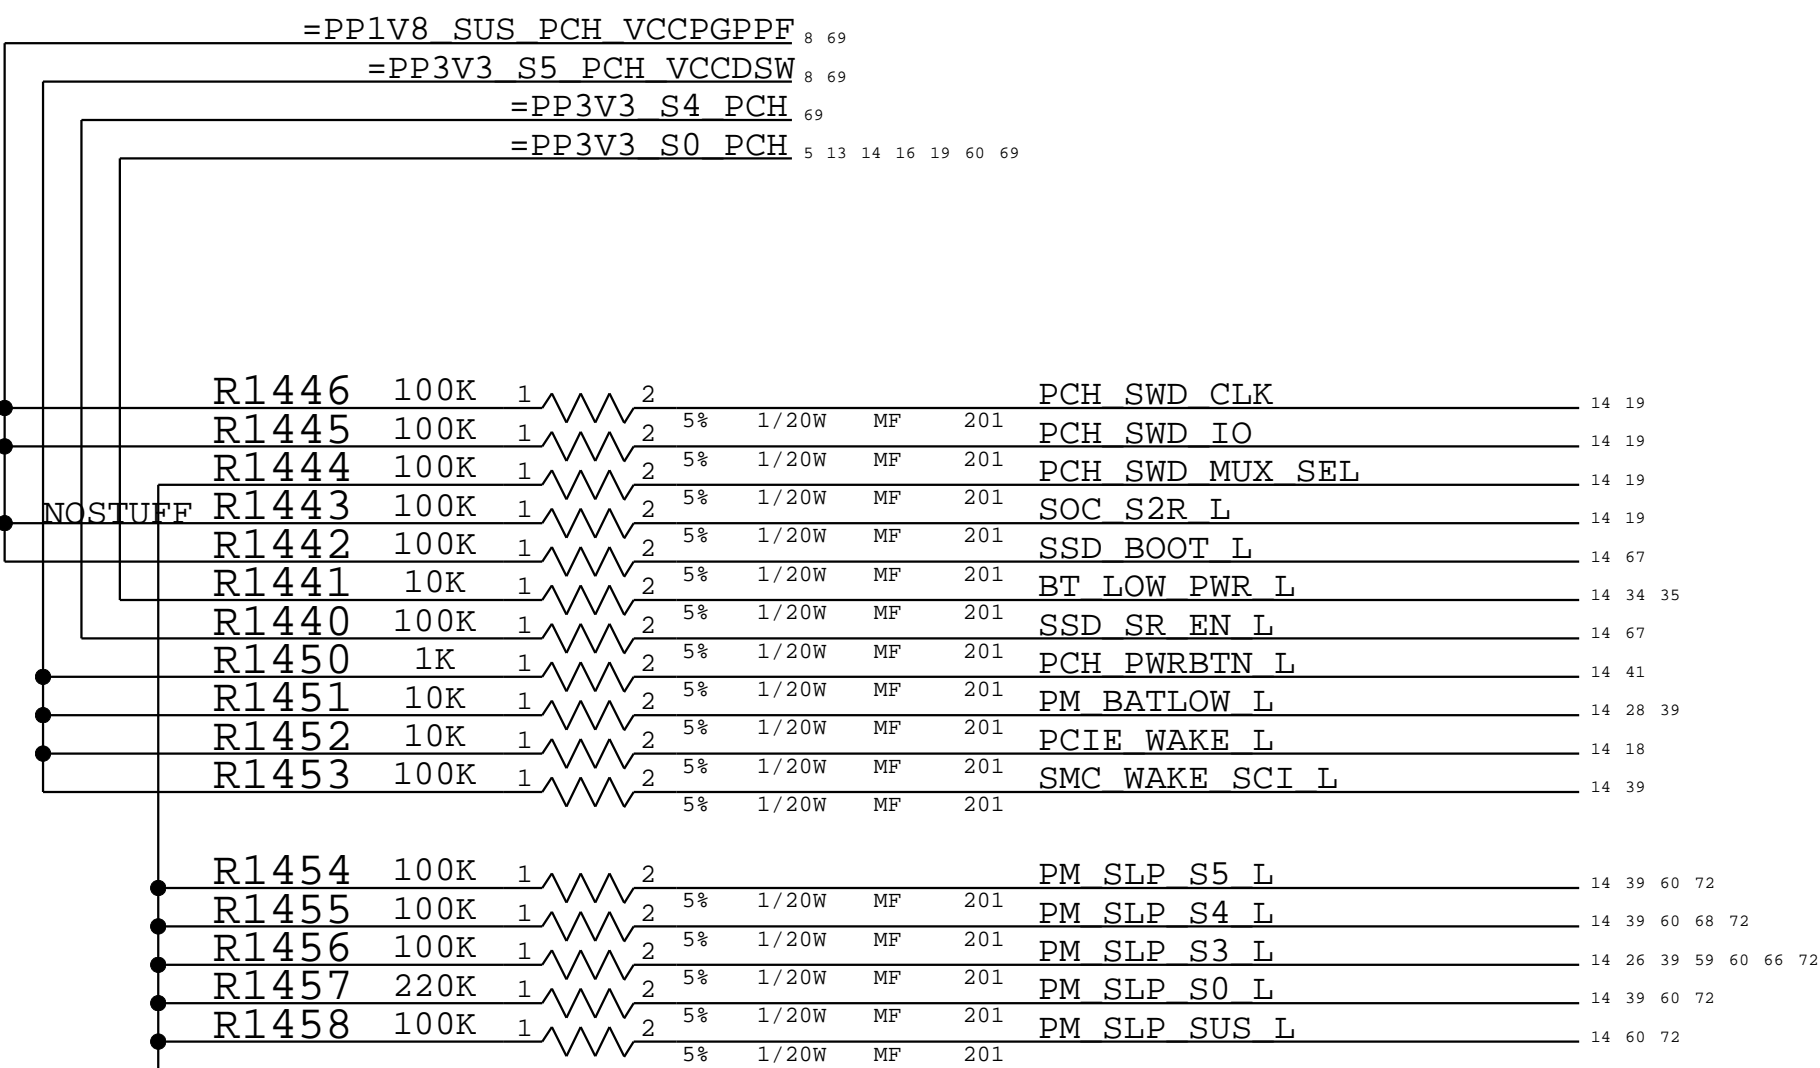 =PP1V8_SUS_PCH_VCCPGPPF 8 69
=PP3V3_S5_PCH_VCCDSW 8 69
=PP3V3_S4_PCH 69
=PP3V3_S0_PCH 5 13 14 16 19 60 69
R1446 100K 1 2 PCH_SWD_CLK 14 19
5% 1/20W MF 201
R1445 100K 1 2 PCH_SWD_IO 14 19
5% 1/20W MF 201
R1444 100K 1 2 PCH_SWD_MUX_SEL 14 19
5% 1/20W MF 201
NOSTUFF R1443 100K 1 2 SOC_S2R_L 14 19
5% 1/20W MF 201
R1442 100K 1 2 SSD_BOOT_L 14 67
5% 1/20W MF 201
R1441 10K 1 2 BT_LOW_PWR_L 14 34 35
5% 1/20W MF 201
R1440 100K 1 2 SSD_SR_EN_L 14 67
5% 1/20W MF 201
R1450 1K 1 2 PCH_PWRBTN_L 14 41
5% 1/20W MF 201
R1451 10K 1 2 PM_BATLOW_L 14 28 39
5% 1/20W MF 201
R1452 10K 1 2 PCIE_WAKE_L 14 18
5% 1/20W MF 201
R1453 100K 1 2 SMC_WAKE_SCI_L 14 39
5% 1/20W MF 201
R1454 100K 1 2 PM_SLP_S5_L 14 39 60 72
5% 1/20W MF 201
R1455 100K 1 2 PM_SLP_S4_L 14 39 60 68 72
5% 1/20W MF 201
R1456 100K 1 2 PM_SLP_S3_L 14 26 39 59 60 66 72
5% 1/20W MF 201
R1457 220K 1 2 PM_SLP_S0_L 14 39 60 72
5% 1/20W MF 201
R1458 100K 1 2 PM_SLP_SUS_L 14 60 72
5% 1/20W MF 201